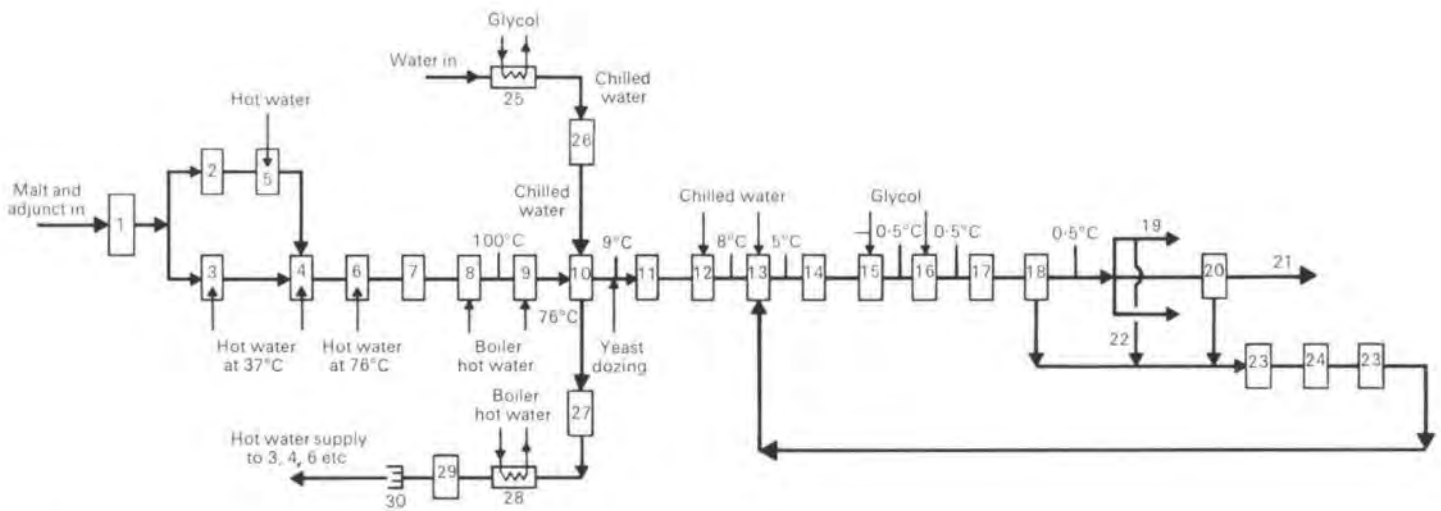 Glycol
Water in
Chilled
water
25
Hot water
26
2
5
Malt and
adjunct in
Chilled
water
Chilled water
Glycol
1
19
100°C
9°C
8°C
5°C
0·5°C
0·5°C
0·5°C
3
4
6
7
8
9
10
11
12
13
14
15
16
17
18
20
21
76°C
Hot water
at 37°C
Hot water
at 76°C
Boiler
hot water
Yeast
dozing
22
23
24
23
Boiler
hot water
27
Hot water supply
to 3, 4, 6 etc
29
30
28